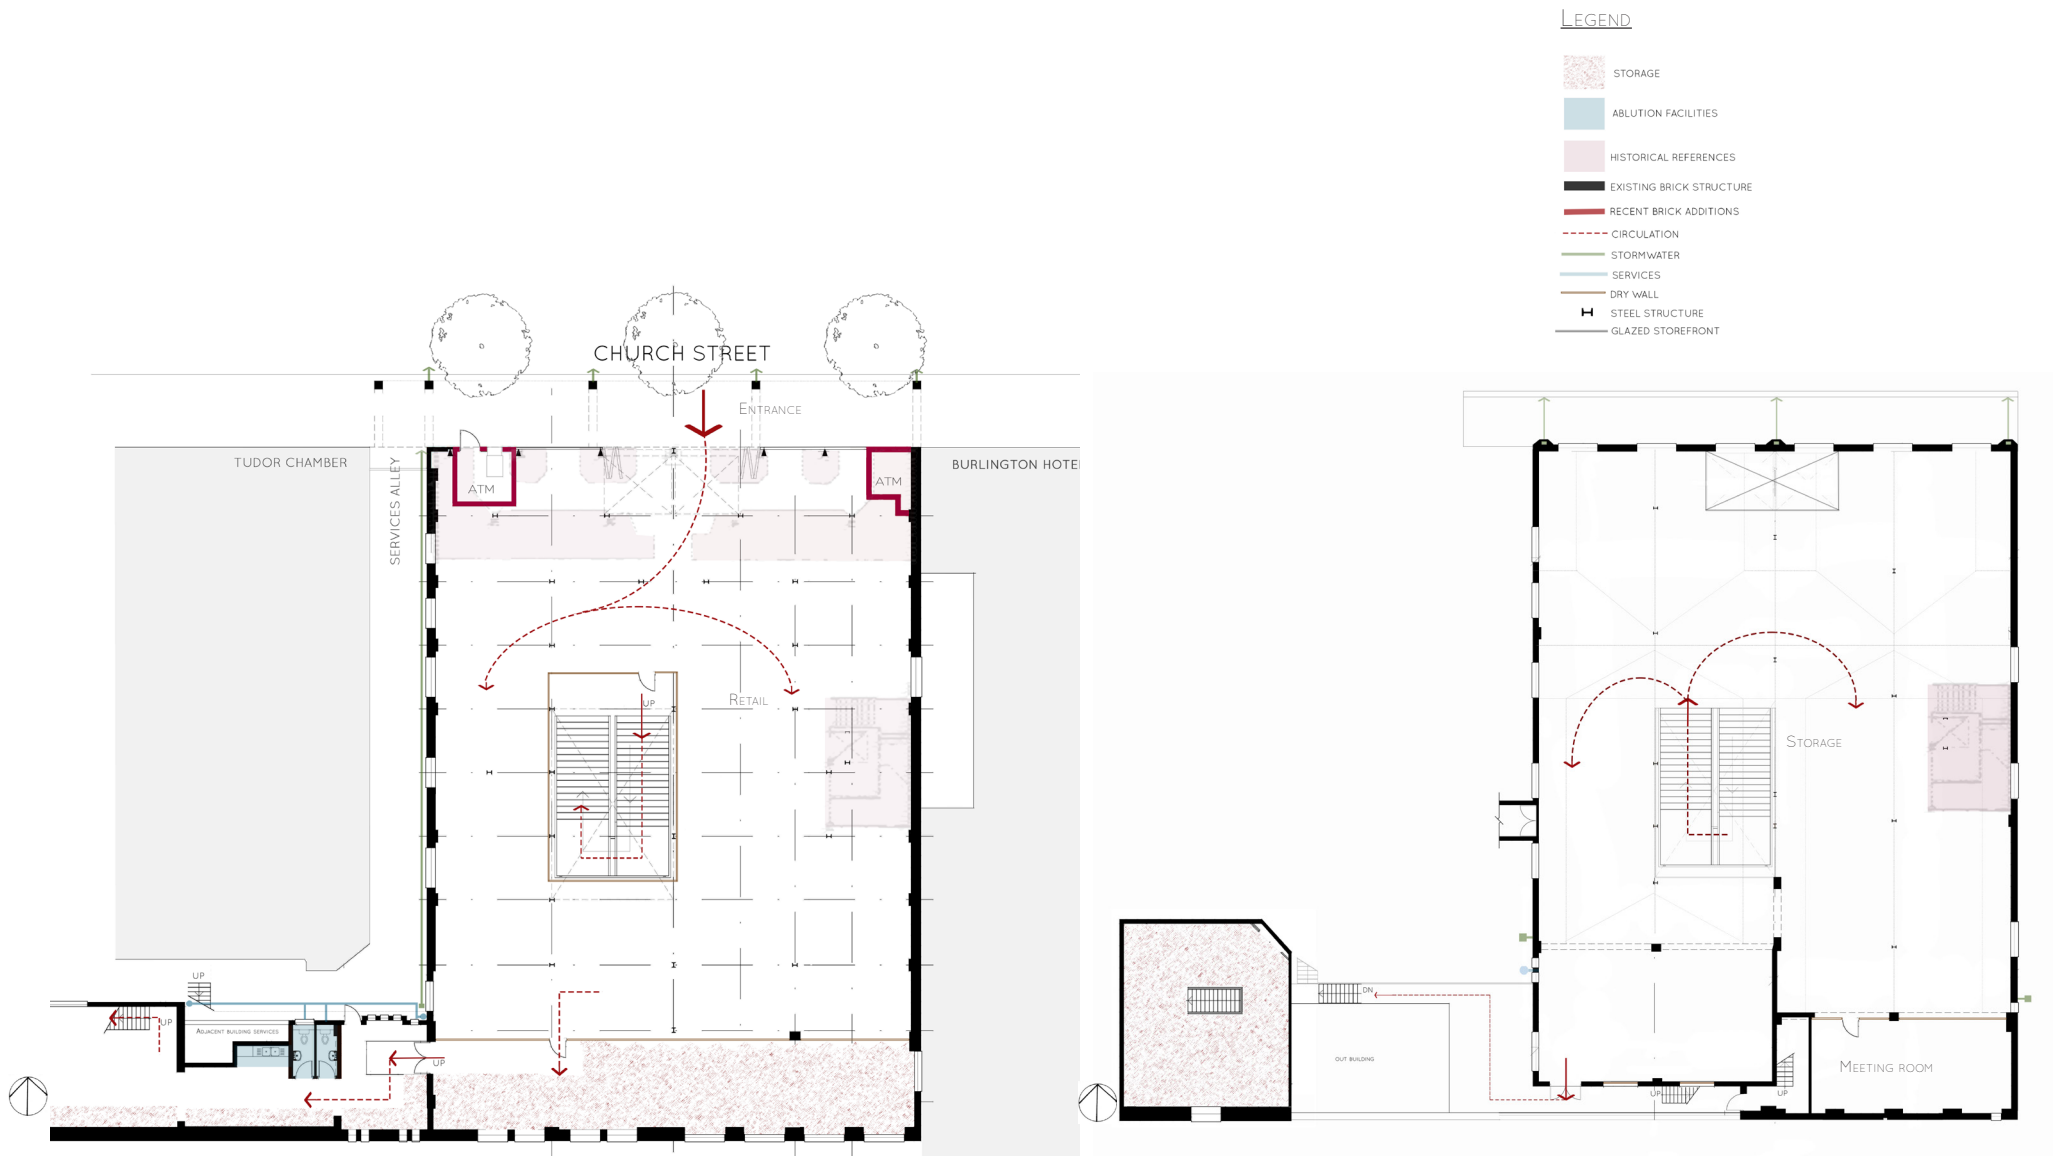 LEGEND
STORAGE
ABLUTION FACILITIES
HISTORICAL REFERENCES
EXISTING BRICK STRUCTURE
RECENT BRICK ADDITIONS
CIRCULATION
STORMWATER
SERVICES
DRY WALL
STEEL STRUCTURE
GLAZED STOREFRONT
CHURCH STREET
ENTRANCE
TUDOR CHAMBER
SERVICES ALLEY
ATM
ATM
BURLINGTON HOTE
RETAIL
UP
UP
UP
ADJACENT BUILDING SERVICES
UP
STORAGE
DN
OUT BUILDING
MEETING ROOM
UP
UP